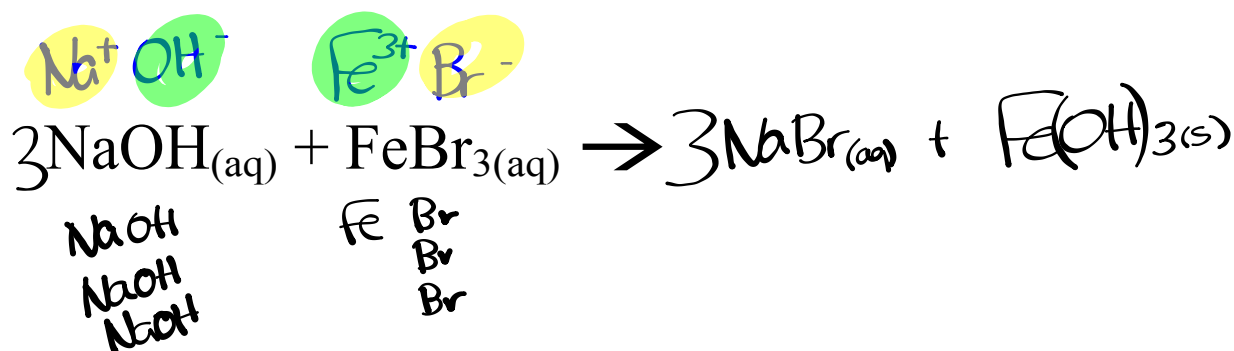 Na⁺ OH⁻ Fe³⁺ Br⁻
3NaOH(aq) + FeBr₃(aq) → 3NaBr(aq) + Fe(OH)₃(s)
NaOH Fe Br
NaOH Br
NaOH Br